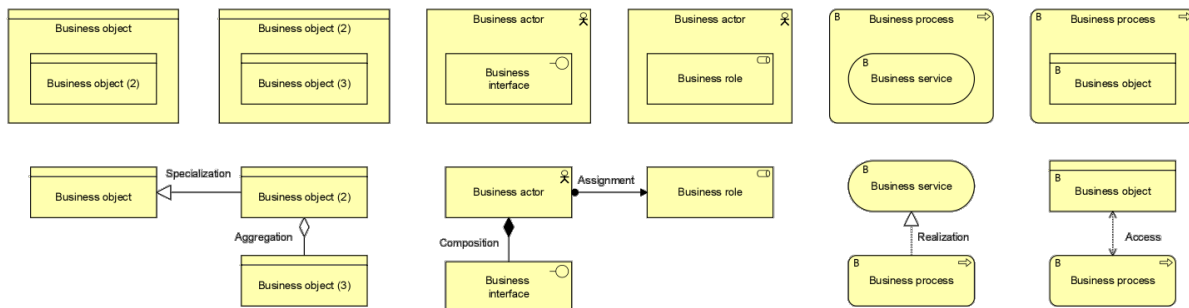 Business object
Business object (2)
Business object (2)
Business object (3)
Business actor
Business
interface
Business actor
Business role
B
Business process
B
Business service
B
Business process
B
Business object
Business object
Specialization
Business object (2)
Aggregation
Business object (3)
Business actor
Assignment
Business role
Composition
Business
interface
B
Business service
Realization
B
Business process
B
Business object
Access
B
Business process